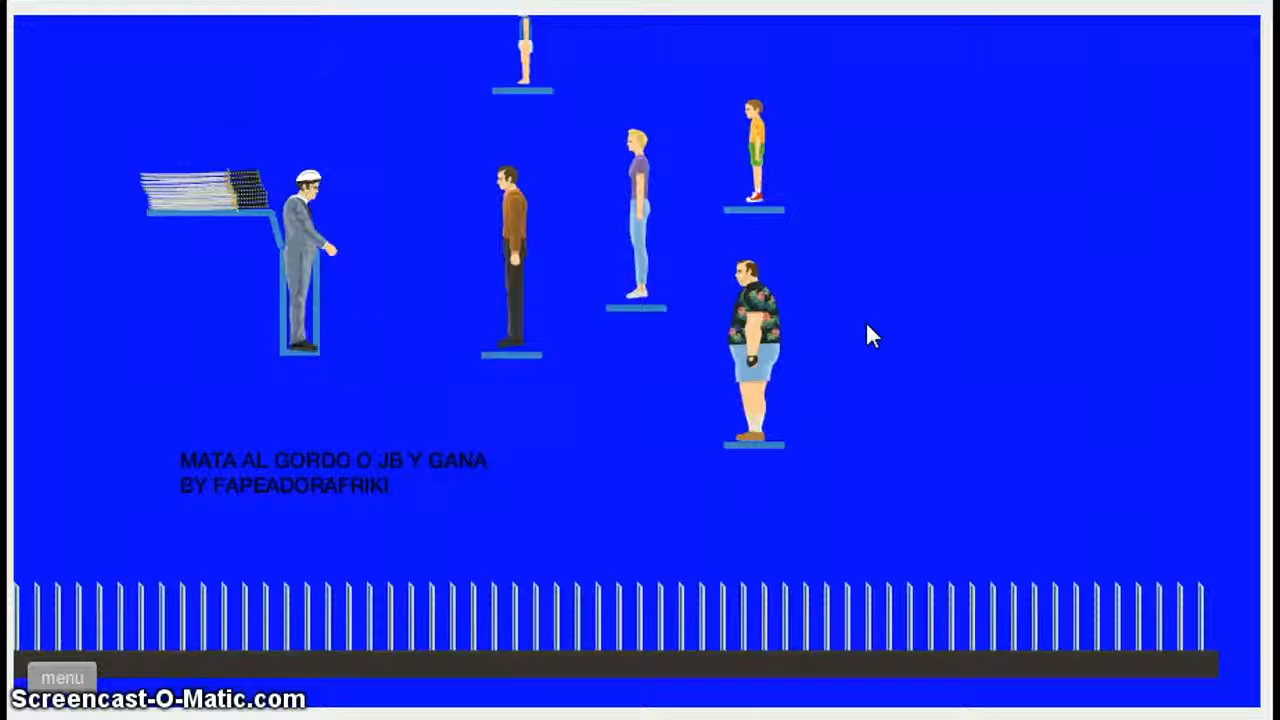 MATA AL GORDO O JB Y GANA
BY FAPEADORAFRIKI
menu
Screencast-O-Matic.com